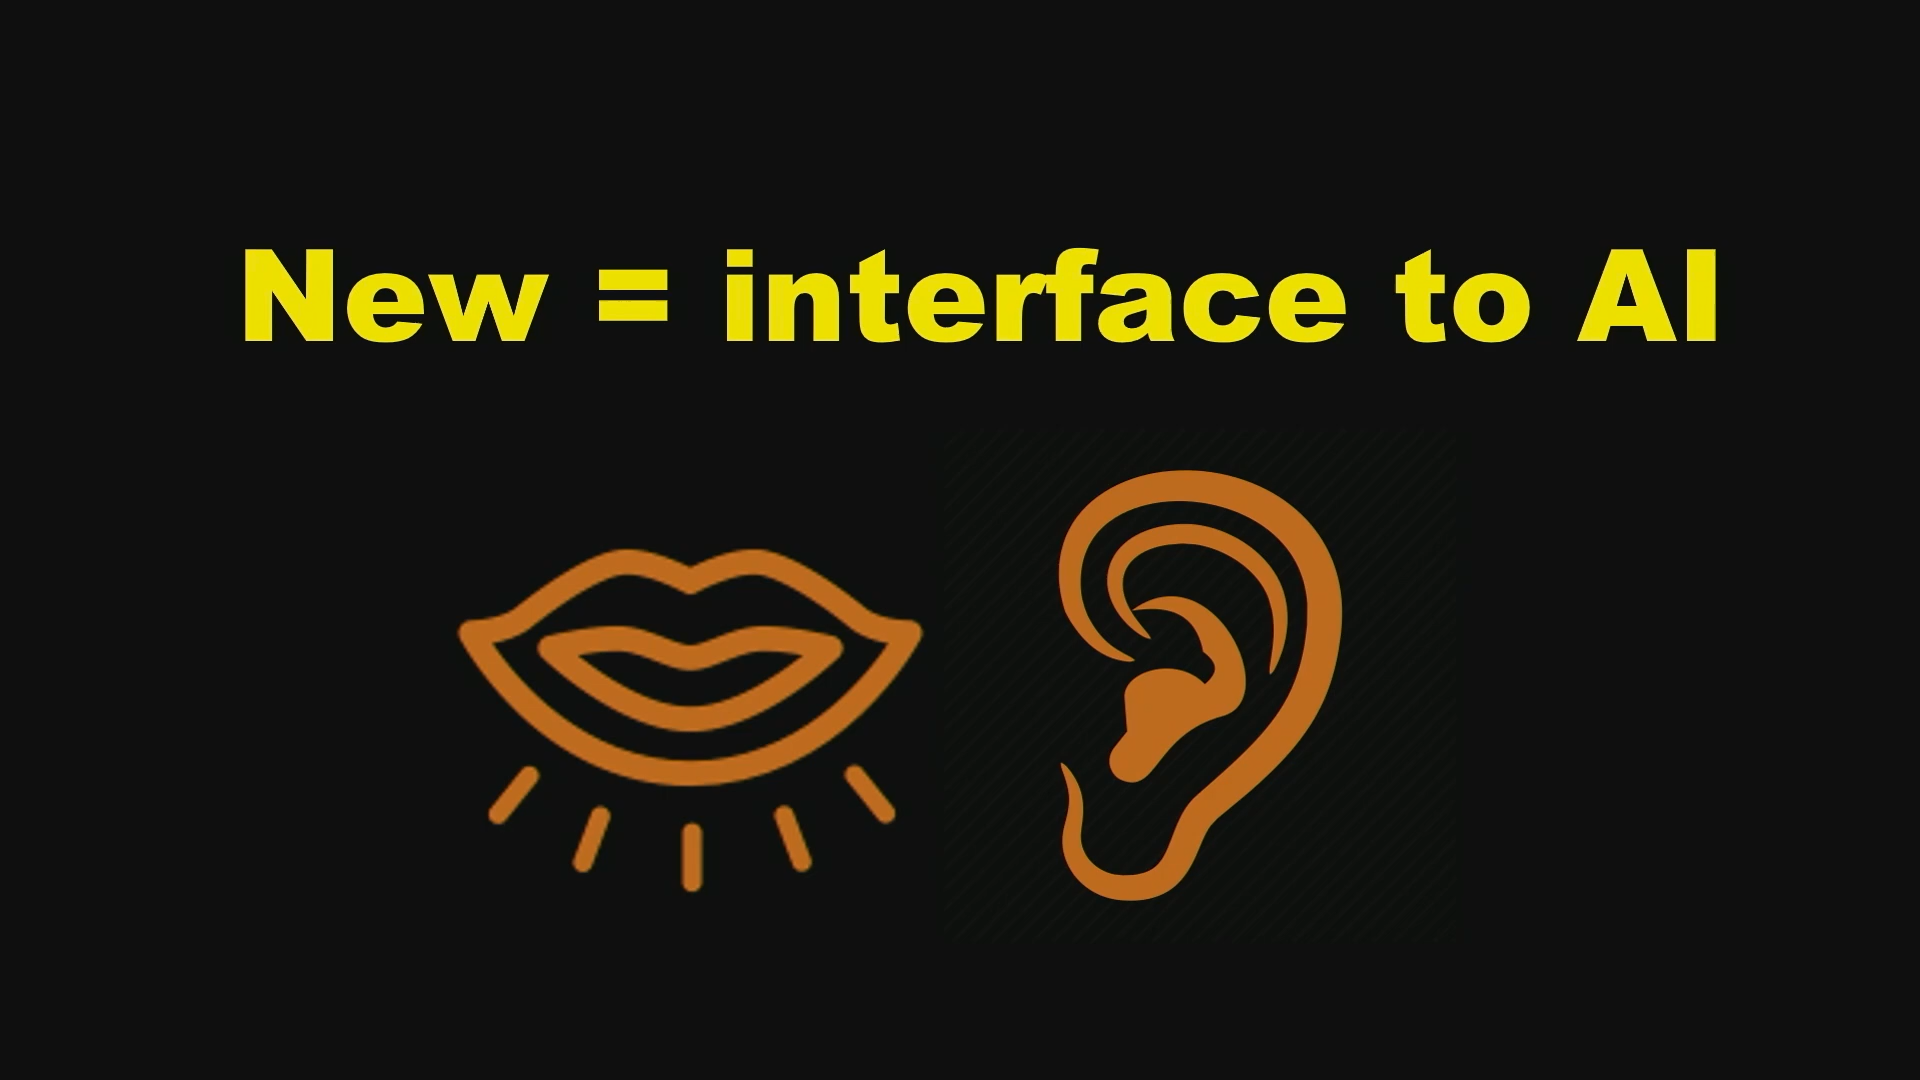 New = interface to AI